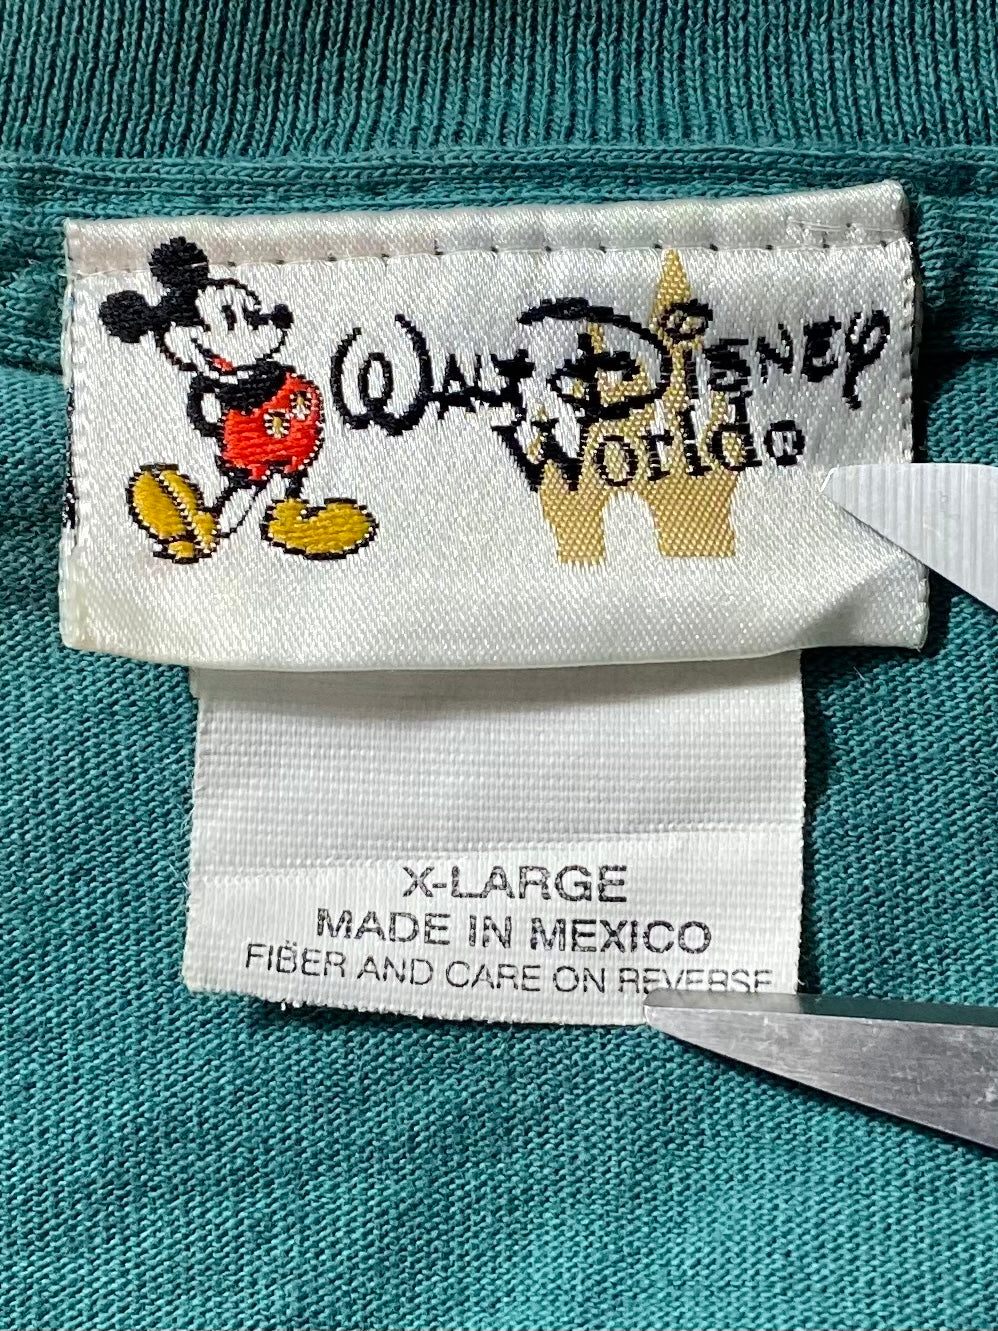 WALT DISNEY
World®
X-LARGE
MADE IN MEXICO
FIBER AND CARE ON REVERSE